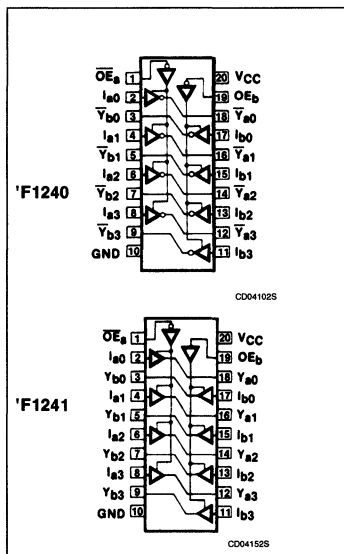 'F1240
OEa 1 20 VCC
Ia0 2 19 OEb
Yb0 3 18 Ya0
Ia1 4 17 Ib0
Yb1 5 16 Ya1
Ia2 6 15 Ib1
Yb2 7 14 Ya2
Ia3 8 13 Ib2
Yb3 9 12 Ya3
GND 10 11 Ib3
CD04102S
'F1241
OEa 1 20 VCC
Ia0 2 19 OEb
Yb0 3 18 Ya0
Ia1 4 17 Ib0
Yb1 5 16 Ya1
Ia2 6 15 Ib1
Yb2 7 14 Ya2
Ia3 8 13 Ib2
Yb3 9 12 Ya3
GND 10 11 Ib3
CD04152S